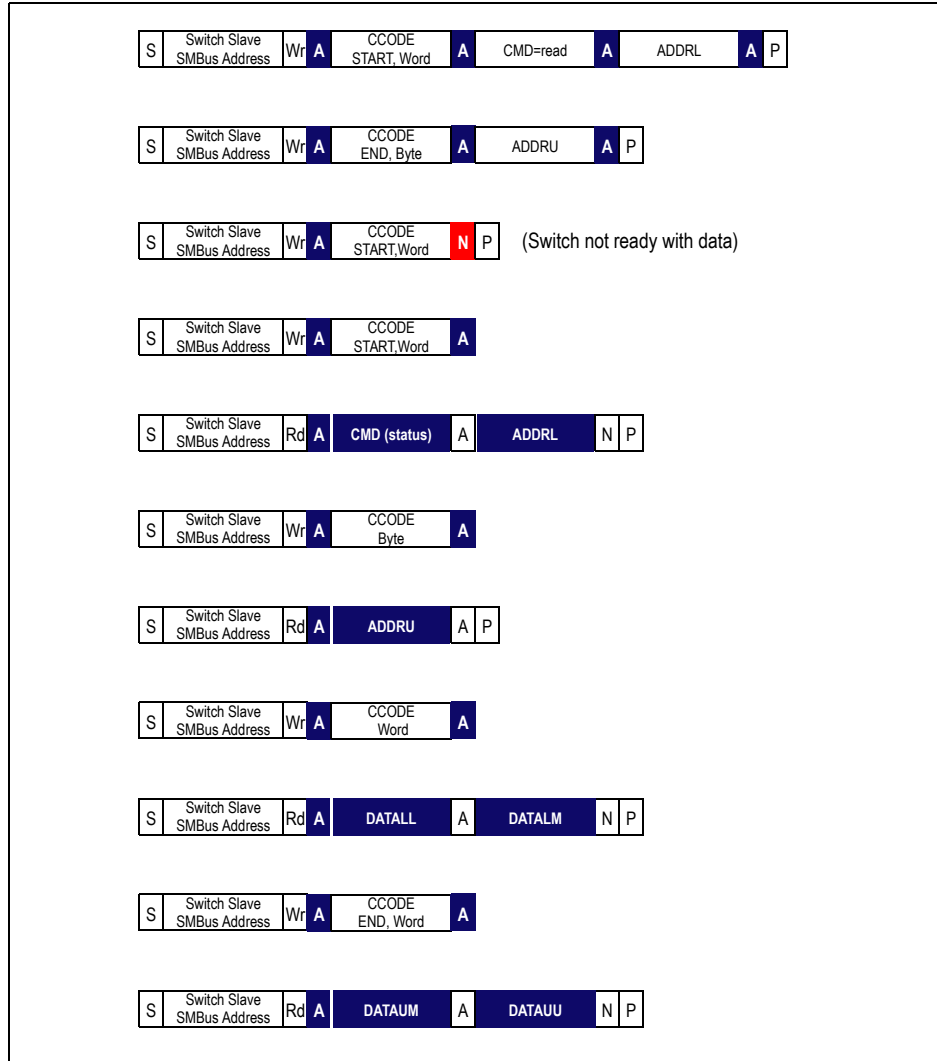 S Switch Slave SMBus Address Wr A CCODE START, Word A CMD=read A ADDRL A P
S Switch Slave SMBus Address Wr A CCODE END, Byte A ADDRU A P
S Switch Slave SMBus Address Wr A CCODE START,Word N P (Switch not ready with data)
S Switch Slave SMBus Address Wr A CCODE START,Word A
S Switch Slave SMBus Address Rd A CMD (status) A ADDRL N P
S Switch Slave SMBus Address Wr A CCODE Byte A
S Switch Slave SMBus Address Rd A ADDRU A P
S Switch Slave SMBus Address Wr A CCODE Word A
S Switch Slave SMBus Address Rd A DATALL A DATALM N P
S Switch Slave SMBus Address Wr A CCODE END, Word A
S Switch Slave SMBus Address Rd A DATAUM A DATAUU N P